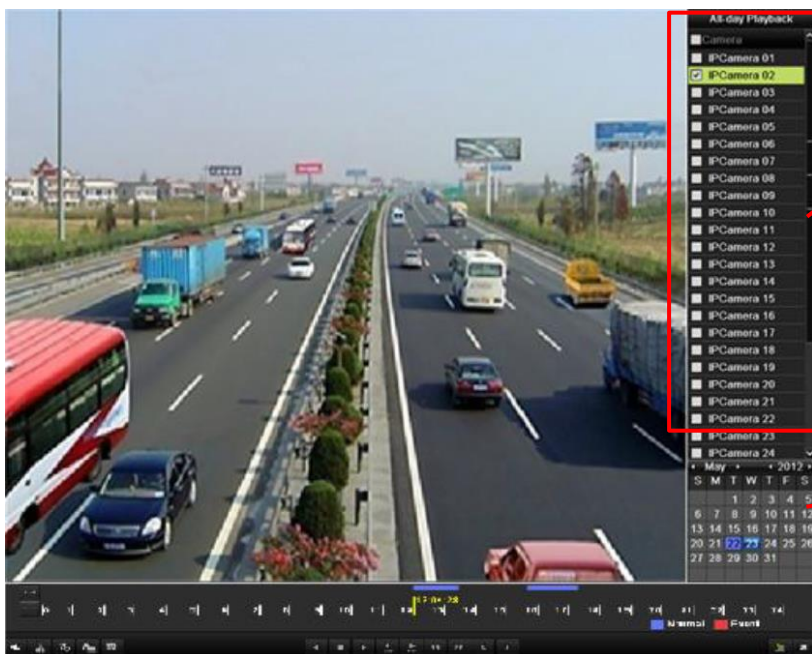 All-day Playback
Camera
IPCamera 01
IPCamera 02
IPCamera 03
IPCamera 04
IPCamera 05
IPCamera 06
IPCamera 07
IPCamera 08
IPCamera 09
IPCamera 10
IPCamera 11
IPCamera 12
IPCamera 13
IPCamera 14
IPCamera 15
IPCamera 16
IPCamera 17
IPCamera 18
IPCamera 19
IPCamera 20
IPCamera 21
IPCamera 22
IPCamera 23
IPCamera 24
May 2012
S M T W T F S
1 2 3 4 5
6 7 8 9 10 11 12
13 14 15 16 17 18 19
20 21 22 23 24 25 26
27 28 29 30 31
Normal Event